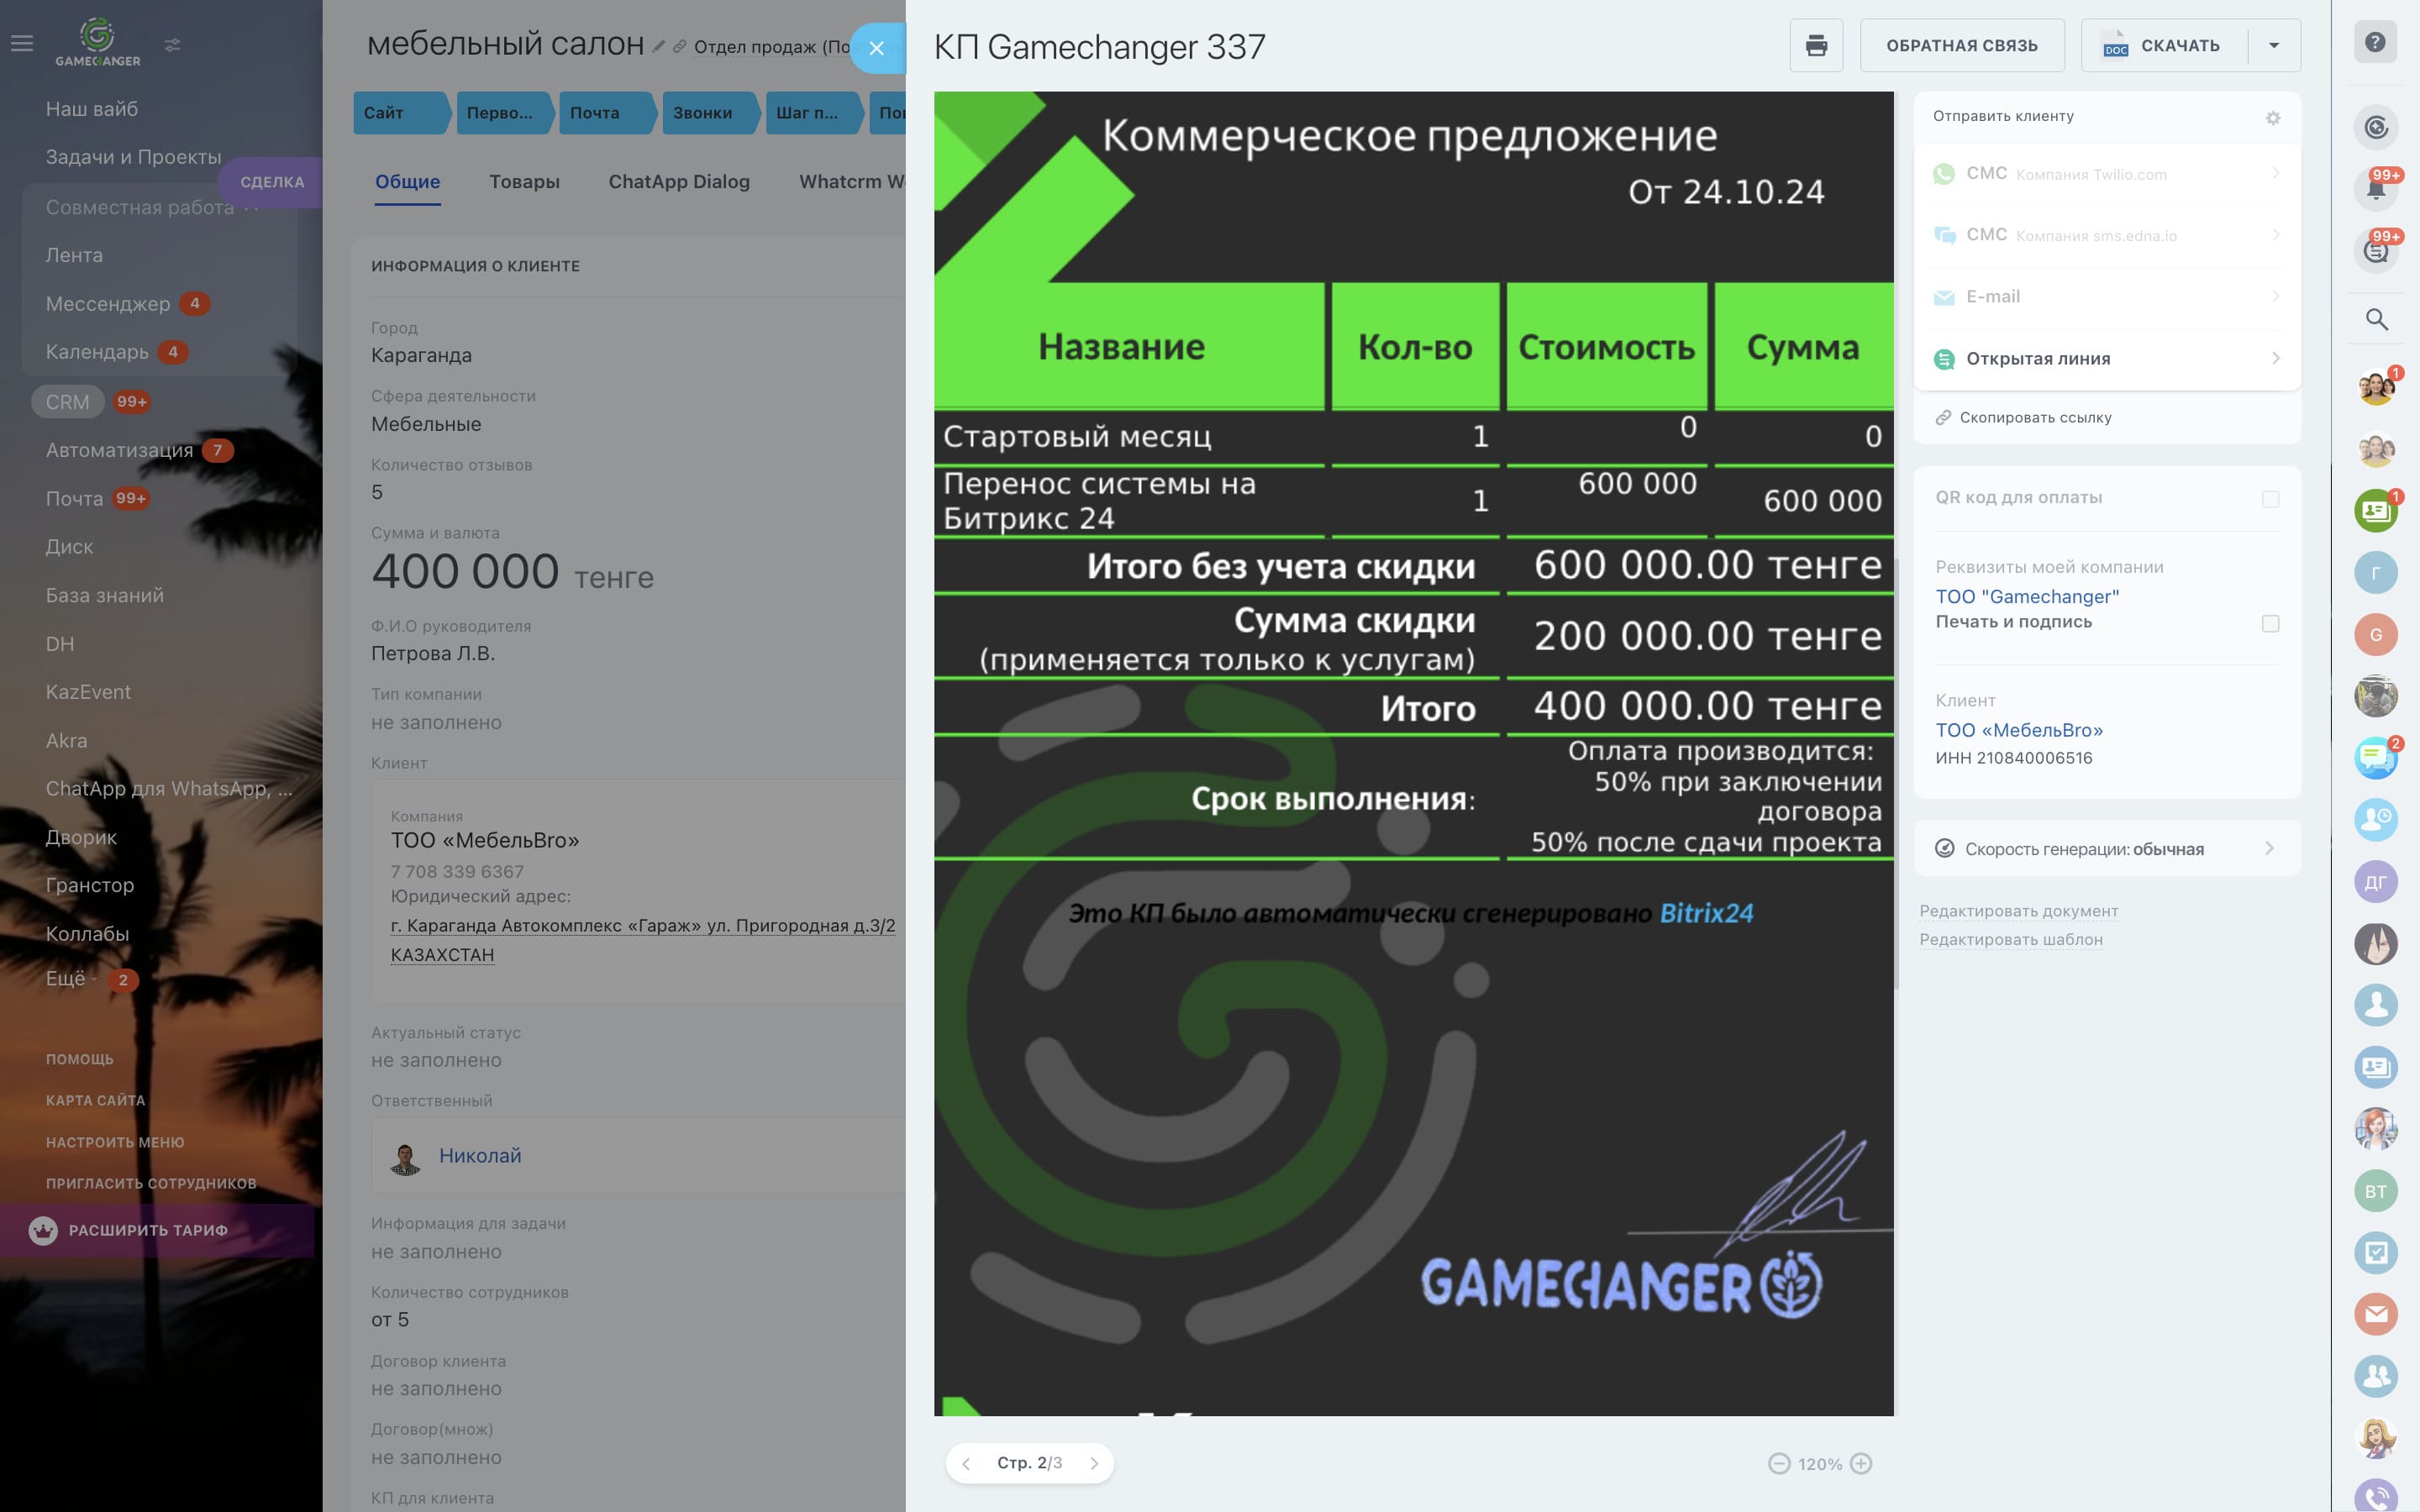 GAMECHANGER
Наш вайб
Задачи и Проекты
Совместная работа
Лента
Мессенджер 4
Календарь 4
CRM 99+
Автоматизация 7
Почта 99+
Диск
База знаний
DH
KazEvent
Akra
ChatApp для WhatsApp, ...
Дворик
Гранстор
Коллабы
Ещё 2
ПОМОЩЬ
КАРТА САЙТА
НАСТРОИТЬ МЕНЮ
ПРИГЛАСИТЬ СОТРУДНИКОВ
РАСШИРИТЬ ТАРИФ
СДЕЛКА
мебельный салон
Отдел продаж
Сайт
Перво...
Почта
Звонки
Шаг п...
Общие
Товары
ChatApp Dialog
Whatcrm
ИНФОРМАЦИЯ О КЛИЕНТЕ
Город
Караганда
Сфера деятельности
Мебельные
Количество отзывов
5
Сумма и валюта
400 000 тенге
Ф.И.О руководителя
Петрова Л.В.
Тип компании
не заполнено
Клиент
Компания
ТОО «МебельBro»
7 708 339 6367
Юридический адрес:
г. Караганда Автокомплекс «Гараж» ул. Пригородная д.3/2
КАЗАХСТАН
Актуальный статус
не заполнено
Ответственный
Николай
Информация для задачи
не заполнено
Количество сотрудников
от 5
Договор клиента
не заполнено
Договор(множ)
не заполнено
КП для клиента
КП Gamechanger 337
ОБРАТНАЯ СВЯЗЬ
DOC СКАЧАТЬ
Коммерческое предложение
От 24.10.24
Название Кол-во Стоимость Сумма
Стартовый месяц 1 0 0
Перенос системы на
Битрикс 24 1 600 000 600 000
Итого без учета скидки 600 000.00 тенге
Сумма скидки
(применяется только к услугам) 200 000.00 тенге
Итого 400 000.00 тенге
Срок выполнения:
Оплата производится:
50% при заключении
договора
50% после сдачи проекта
Это КП было автоматически сгенерировано Bitrix24
GAMECHANGER
Стр. 2/3
120%
Отправить клиенту
СМС Компания Twilio.com
СМС Компания sms.edna.io
E-mail
Открытая линия
Скопировать ссылку
QR код для оплаты
Реквизиты моей компании
ТОО "Gamechanger"
Печать и подпись
Клиент
ТОО «МебельBro»
ИНН 210840006516
Скорость генерации: обычная
Редактировать документ
Редактировать шаблон
99+
99+
1
1
Г
G
2
ДГ
ВТ